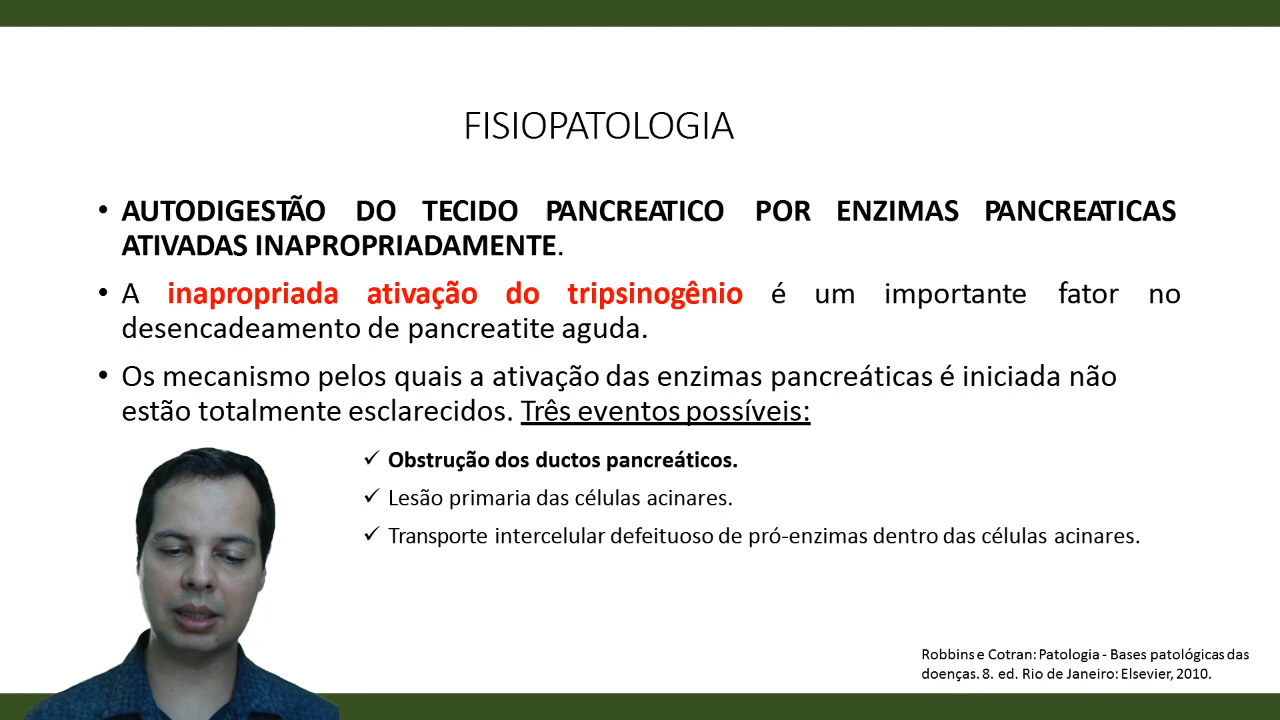 FISIOPATOLOGIA
• AUTODIGESTÃO DO TECIDO PANCREATICO POR ENZIMAS PANCREATICAS
ATIVADAS INAPROPRIADAMENTE.
• A inapropriada ativação do tripsinogênio é um importante fator no
desencadeamento de pancreatite aguda.
• Os mecanismo pelos quais a ativação das enzimas pancreáticas é iniciada não
estão totalmente esclarecidos. Três eventos possíveis:
✓ Obstrução dos ductos pancreáticos.
✓ Lesão primaria das células acinares.
✓ Transporte intercelular defeituoso de pró-enzimas dentro das células acinares.
Robbins e Cotran: Patologia - Bases patológicas das
doenças. 8. ed. Rio de Janeiro: Elsevier, 2010.